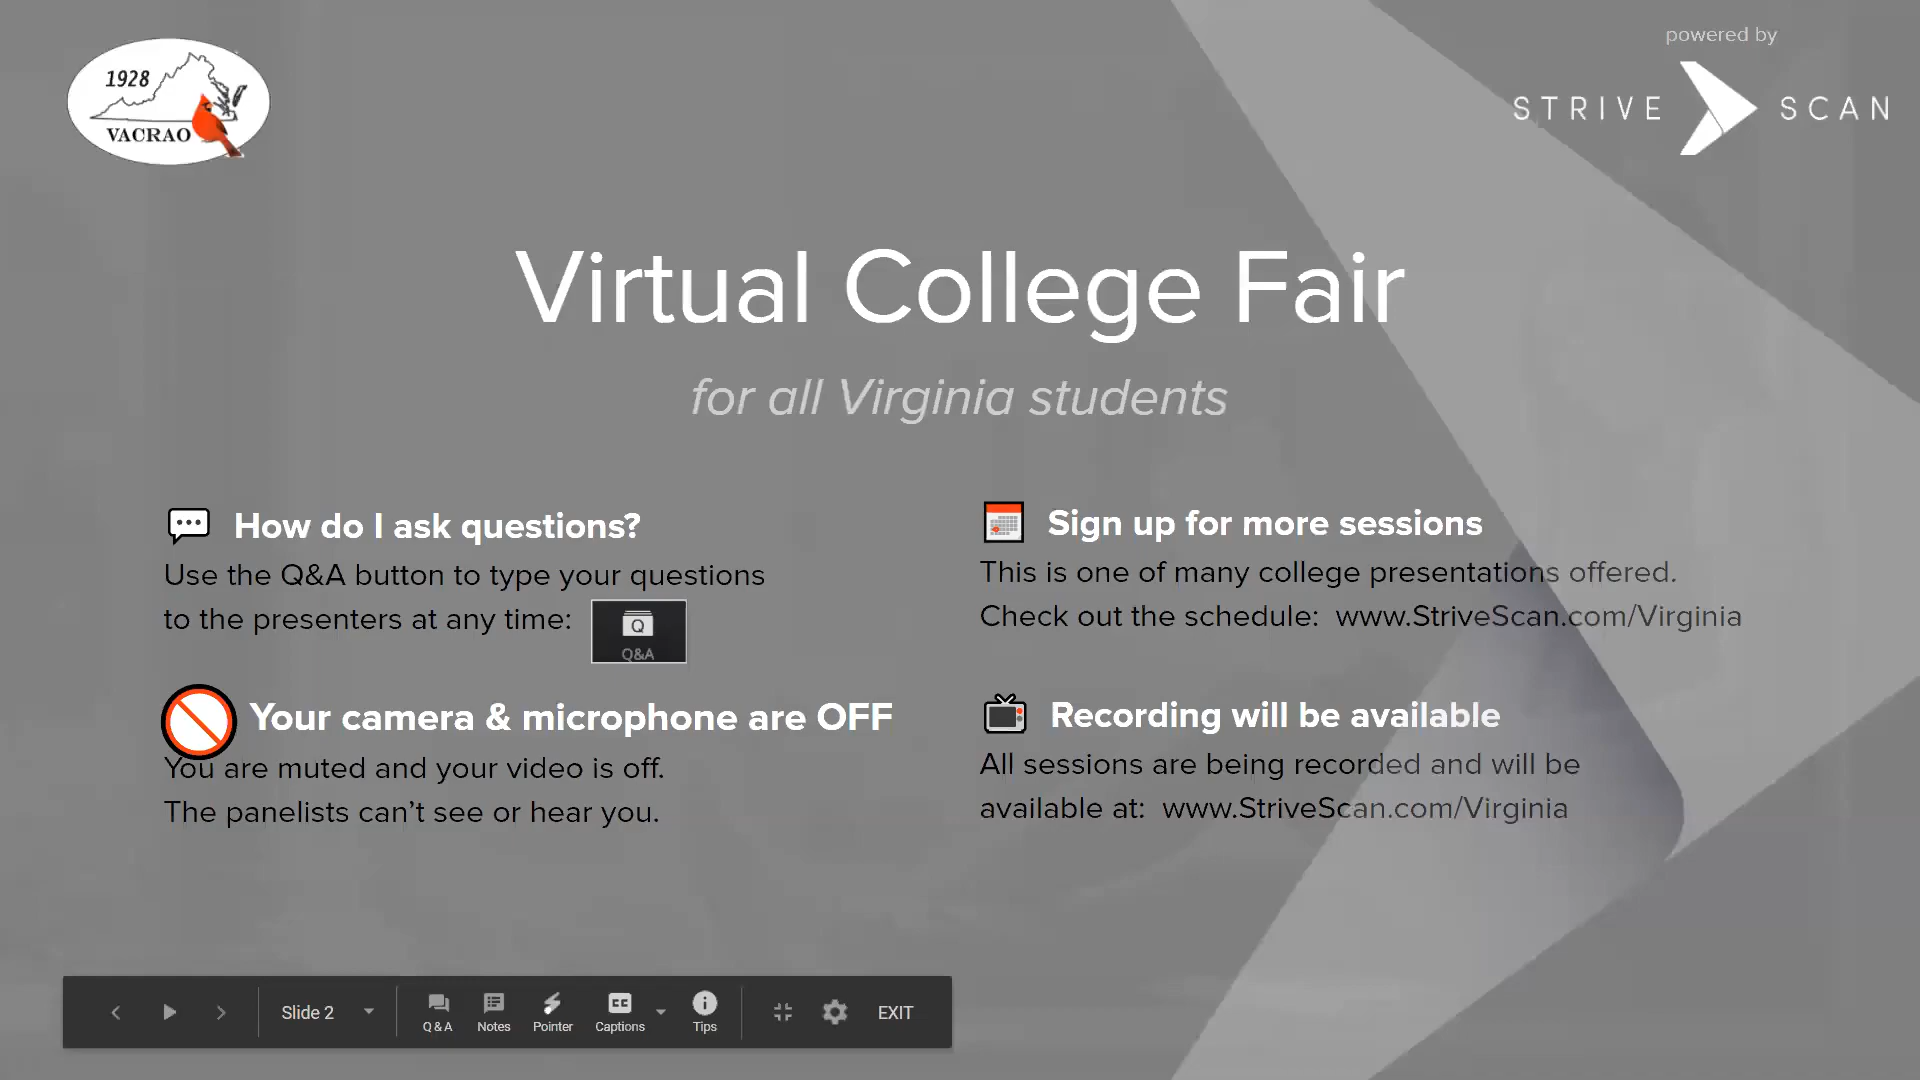 1928
VACRAO
powered by
STRIVE SCAN
Virtual College Fair
for all Virginia students
How do I ask questions?
Use the Q&A button to type your questions
to the presenters at any time:
Q
Q&A
Your camera & microphone are OFF
You are muted and your video is off.
The panelists can’t see or hear you.
Sign up for more sessions
This is one of many college presentations offered.
Check out the schedule: www.StriveScan.com/Virginia
Recording will be available
All sessions are being recorded and will be
available at: www.StriveScan.com/Virginia
Slide 2
Q & A
Notes
Pointer
CC
Captions
Tips
EXIT